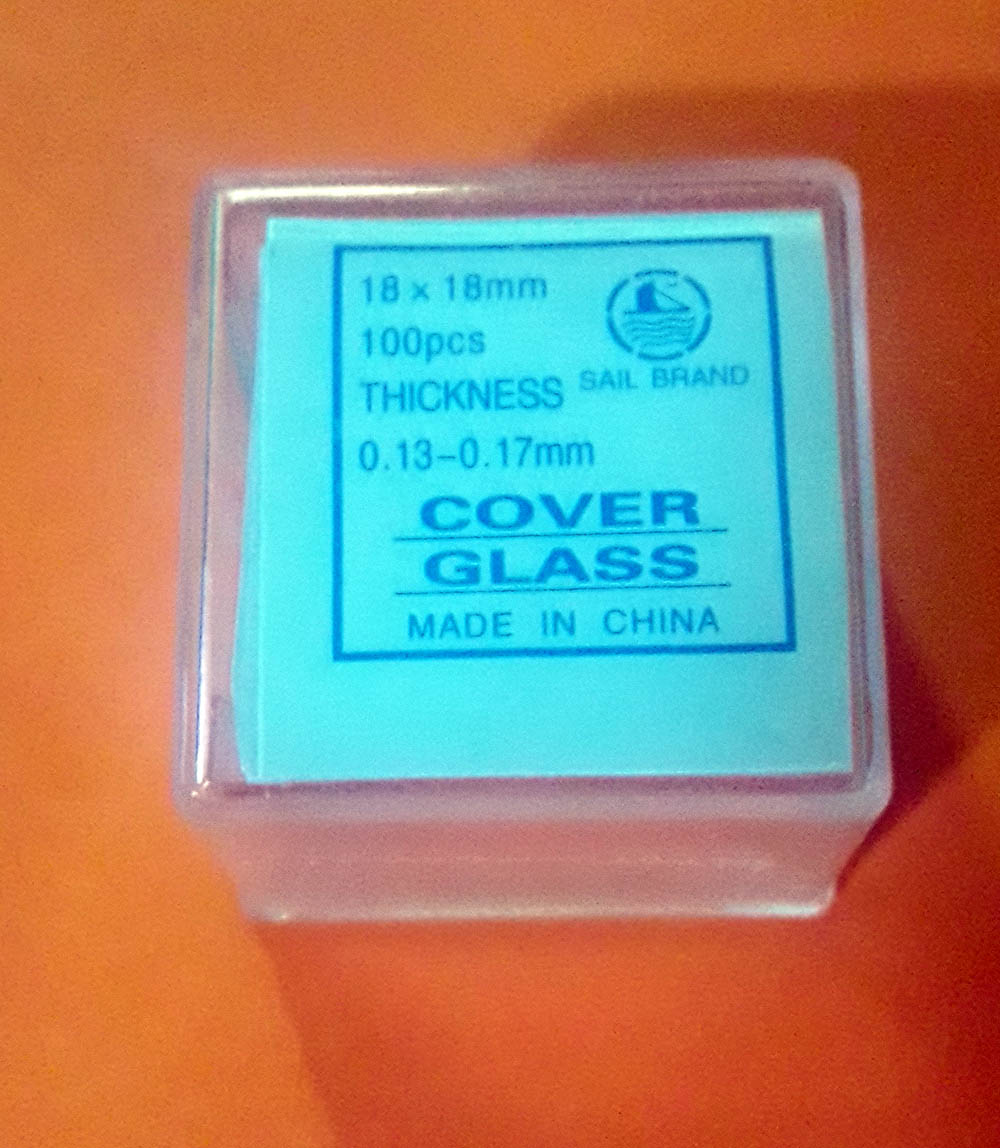 18 × 18mm
100pcs
THICKNESS
0.13–0.17mm
SAIL BRAND
COVER
GLASS
MADE IN CHINA